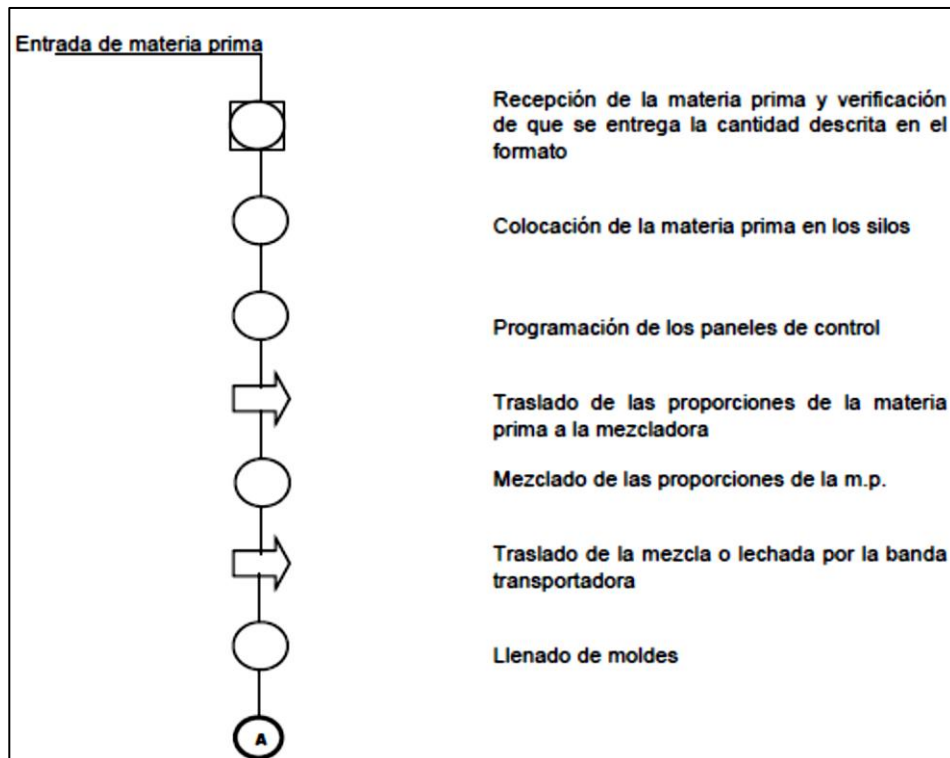 Entrada de materia prima
Recepción de la materia prima y verificación
de que se entrega la cantidad descrita en el
formato
Colocación de la materia prima en los silos
Programación de los paneles de control
Traslado de las proporciones de la materia
prima a la mezcladora
Mezclado de las proporciones de la m.p.
Traslado de la mezcla o lechada por la banda
transportadora
Llenado de moldes
A